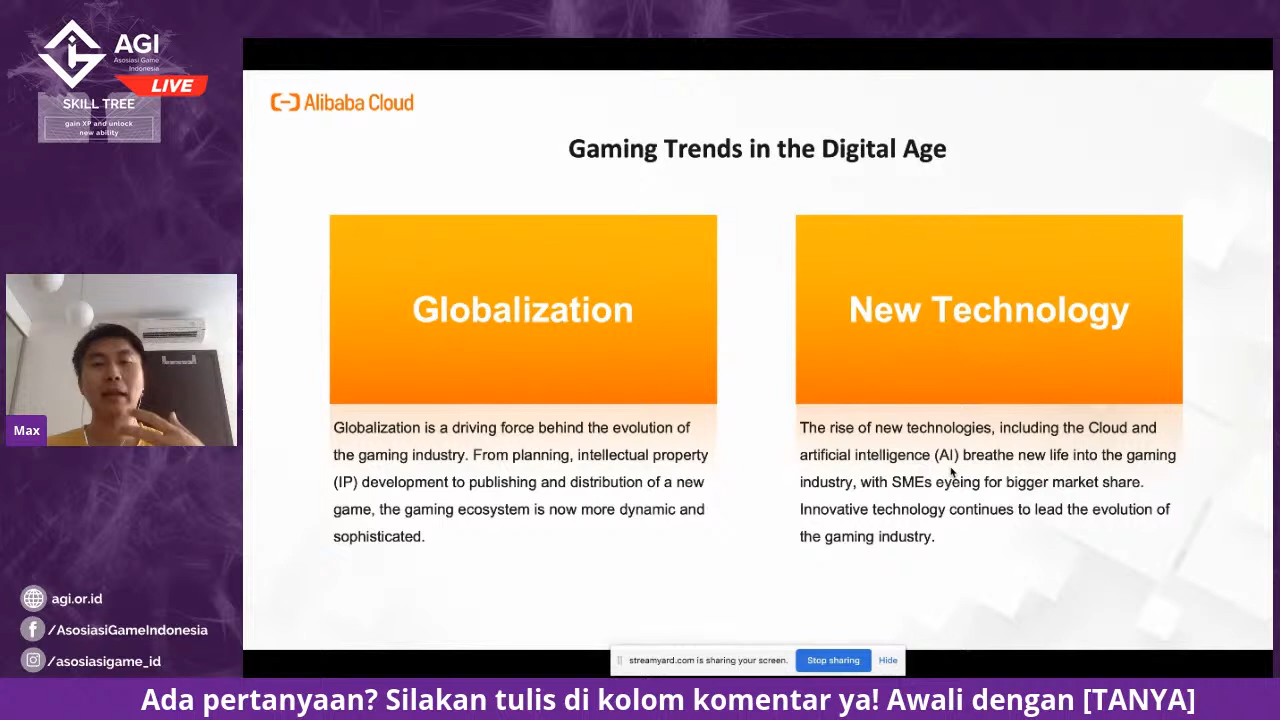 AGI
Asosiasi Game
Indonesia
LIVE
SKILL TREE
gain XP and unlock
new ability
Alibaba Cloud
Gaming Trends in the Digital Age
Globalization
Globalization is a driving force behind the evolution of
the gaming industry. From planning, intellectual property
(IP) development to publishing and distribution of a new
game, the gaming ecosystem is now more dynamic and
sophisticated.
New Technology
The rise of new technologies, including the Cloud and
artificial intelligence (AI) breathe new life into the gaming
industry, with SMEs eyeing for bigger market share.
Innovative technology continues to lead the evolution of
the gaming industry.
Max
agi.or.id
/AsosiasiGameIndonesia
/asosiasigame_id
streamyard.com is sharing your screen.
Stop sharing
Hide
Ada pertanyaan? Silakan tulis di kolom komentar ya! Awali dengan [TANYA]